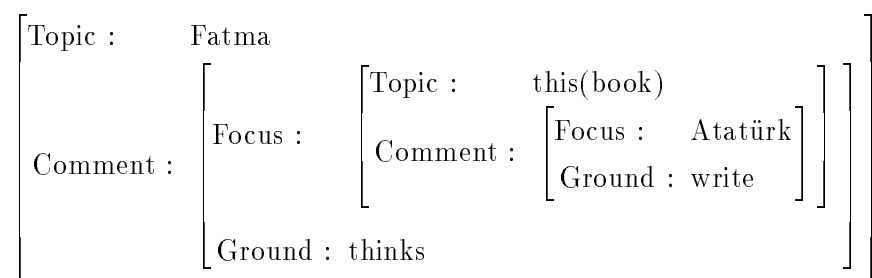 Topic : Fatma
Topic : this(book)
Focus : Atatürk
Focus :
Comment :
Comment :
Ground : write
Ground : thinks